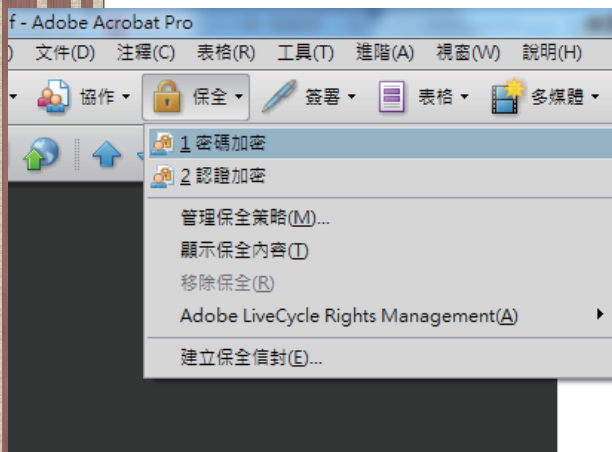 f - Adobe Acrobat Pro
) 文件(D) 注釋(C) 表格(R) 工具(T) 進階(A) 視窗(W) 說明(H)
協作 保全 簽署 表格 多媒體
1 密碼加密
2 認證加密
管理保全策略(M)...
顯示保全內容(T)
移除保全(R)
Adobe LiveCycle Rights Management(A)
建立保全信封(E)...